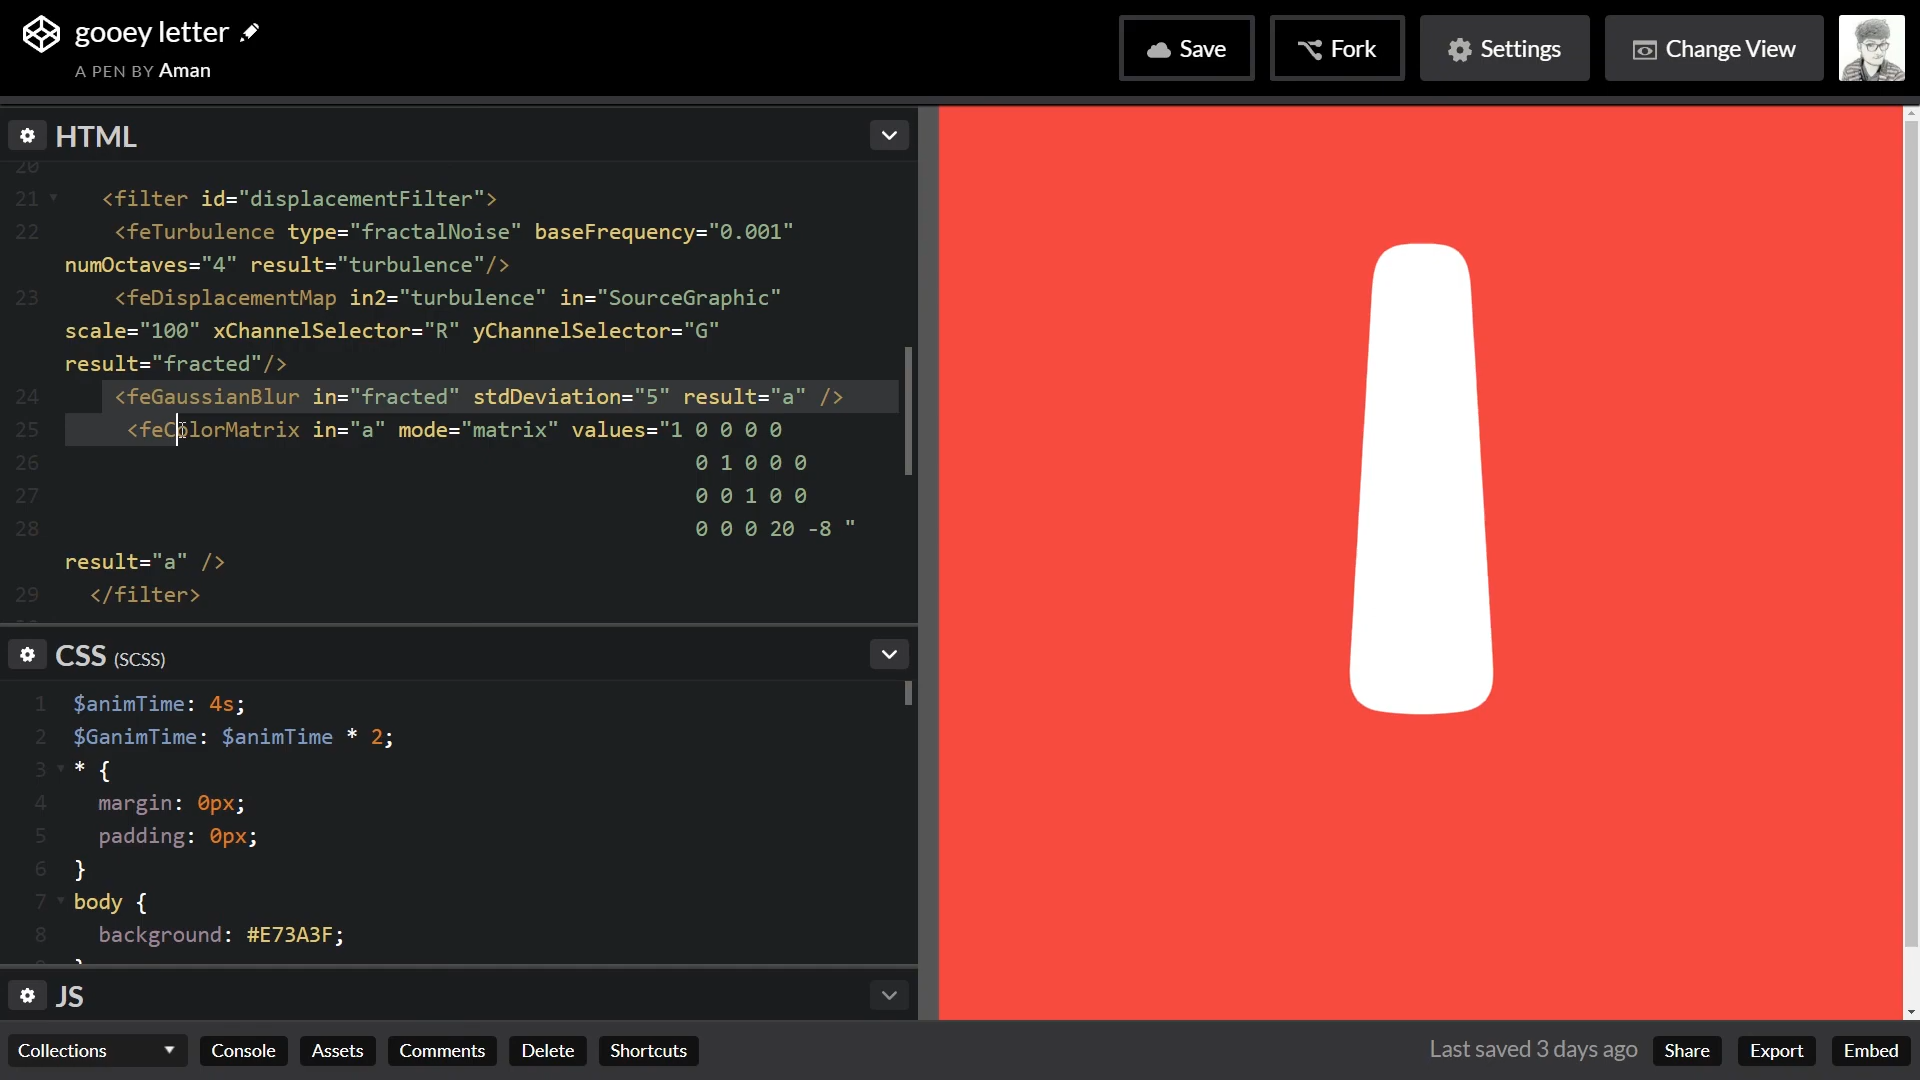 gooey letter
A PEN BY Aman
Save
Fork
Settings
Change View
HTML
20
21 <filter id="displacementFilter">
22 <feTurbulence type="fractalNoise" baseFrequency="0.001"
numOctaves="4" result="turbulence"/>
23 <feDisplacementMap in2="turbulence" in="SourceGraphic"
scale="100" xChannelSelector="R" yChannelSelector="G"
result="fracted"/>
24 <feGaussianBlur in="fracted" stdDeviation="5" result="a" />
25 <feColorMatrix in="a" mode="matrix" values="1 0 0 0 0
26 0 1 0 0 0
27 0 0 1 0 0
28 0 0 0 20 -8 "
result="a" />
29 </filter>
CSS (SCSS)
1 $animTime: 4s;
2 $GanimTime: $animTime * 2;
3 * {
4 margin: 0px;
5 padding: 0px;
6 }
7 body {
8 background: #E73A3F;
JS
Collections
Console
Assets
Comments
Delete
Shortcuts
Last saved 3 days ago
Share
Export
Embed